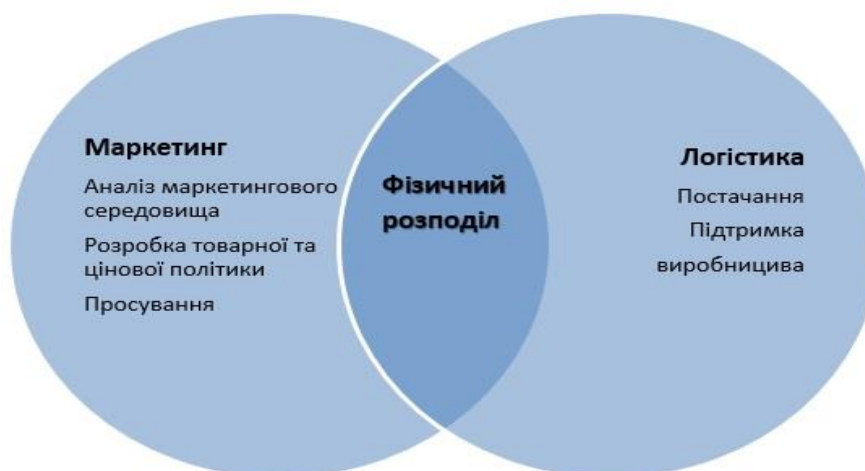 Маркетинг
Аналіз маркетингового
середовища
Розробка товарної та
цінової політики
Просування
Фізичний
розподіл
Логістика
Постачання
Підтримка
виробницива